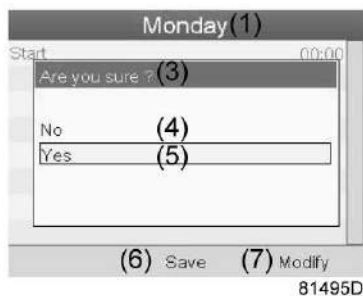 Monday (1)
Start 00:00
Are you sure ? (3)
No (4)
Yes (5)
(6) Save (7) Modify
81495D